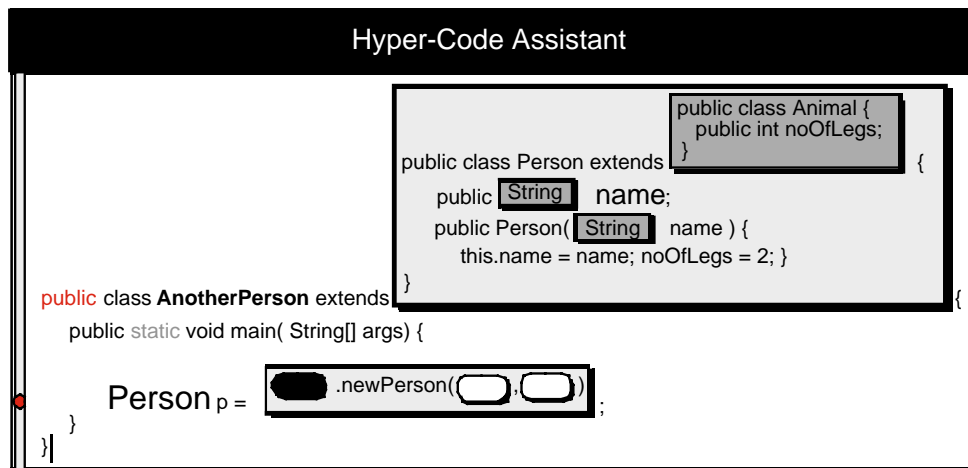 Hyper-Code Assistant
public class Animal {
public int noOfLegs;
}
public class Person extends {
public String name;
public Person( String name ) {
this.name = name; noOfLegs = 2; }
}
public class AnotherPerson extends {
public static void main( String[] args) {
Person p = .newPerson( , ) ;
}
}